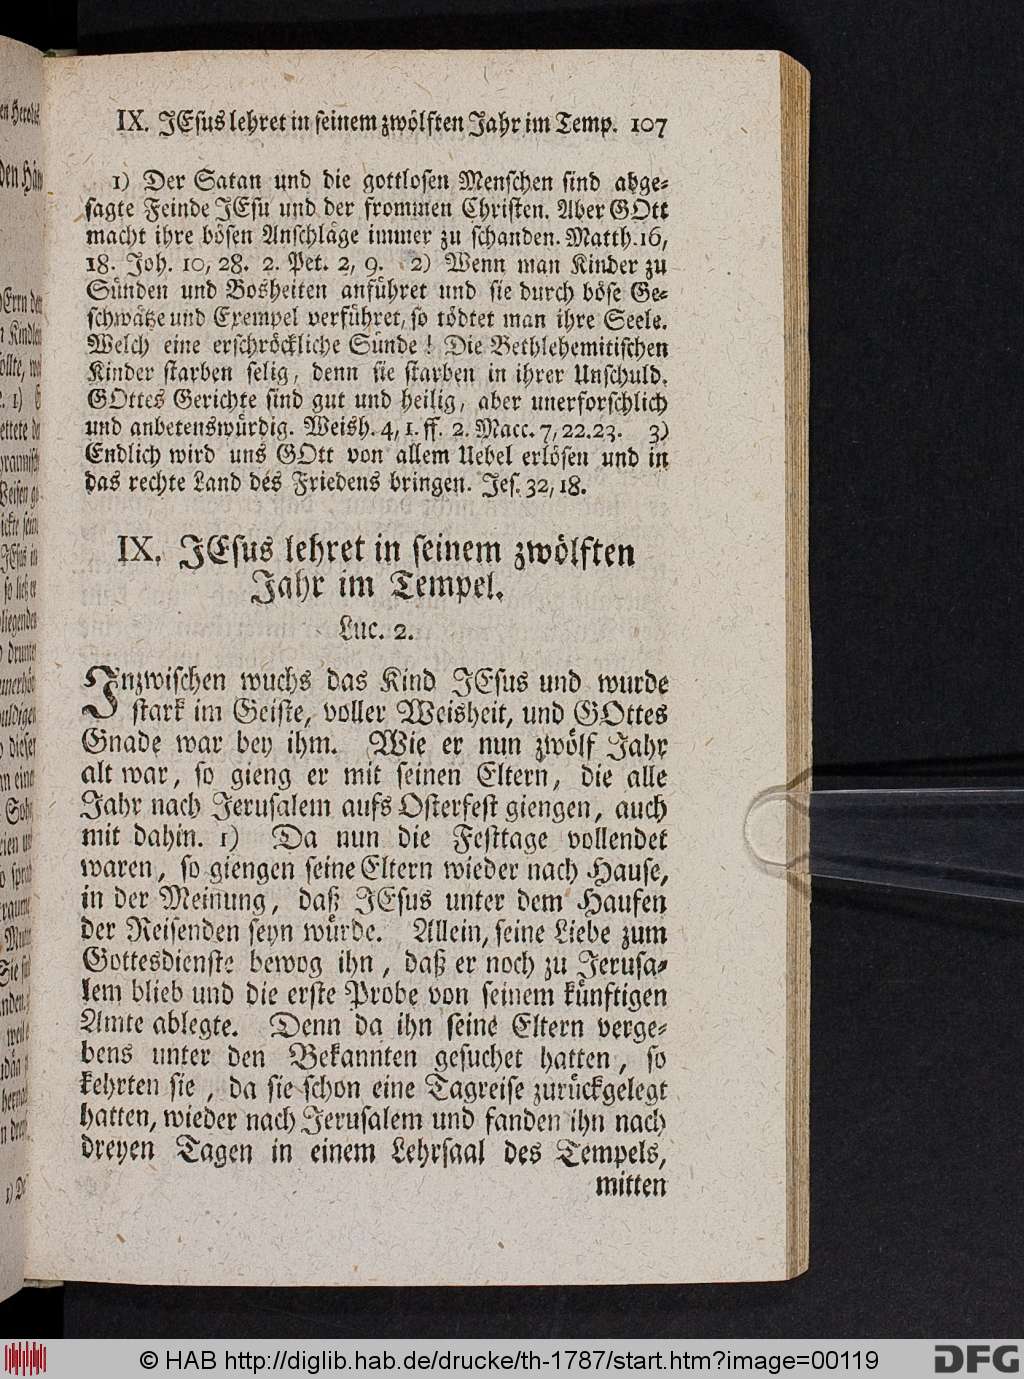 IX. JEsus lehret in seinem zwölften Jahr im Temp. 107
1) Der Satan und die gottlosen Menschen sind abge-
sagte Feinde JEsu und der frommen Christen. Aber GOtt
macht ihre bösen Anschläge immer zu schanden. Matth. 16,
18. Joh. 10, 28. 2. Pet. 2, 9. 2) Wenn man Kinder zu
Sünden und Bosheiten anführet und sie durch böse Ge-
schwätze und Exempel verführet, so tödtet man ihre Seele.
Welch eine erschröckliche Sünde! Die Bethlehemitischen
Kinder starben selig, denn sie starben in ihrer Unschuld.
GOttes Gerichte sind gut und heilig, aber unerforschlich
und anbetenswürdig. Weish. 4, 1. ff. 2. Macc. 7, 22. 23. 3)
Endlich wird uns GOtt von allem Uebel erlösen und in
das rechte Land des Friedens bringen. Jes. 32, 18.
IX. JEsus lehret in seinem zwölften
Jahr im Tempel.
Luc. 2.
Inzwischen wuchs das Kind JEsus und wurde
stark im Geiste, voller Weisheit, und GOttes
Gnade war bey ihm. Wie er nun zwölf Jahr
alt war, so gieng er mit seinen Eltern, die alle
Jahr nach Jerusalem aufs Osterfest giengen, auch
mit dahin. 1) Da nun die Festtage vollendet
waren, so giengen seine Eltern wieder nach Hause,
in der Meinung, daß JEsus unter dem Haufen
der Reisenden seyn würde. Allein, seine Liebe zum
Gottesdienste bewog ihn, daß er noch zu Jerusa-
lem blieb und die erste Probe von seinem künftigen
Amte ablegte. Denn da ihn seine Eltern verge-
bens unter den Bekannten gesuchet hatten, so
kehrten sie, da sie schon eine Tagreise zurückgelegt
hatten, wieder nach Jerusalem und fanden ihn nach
dreyen Tagen in einem Lehrsaal des Tempels,
mitten
© HAB http://diglib.hab.de/drucke/th-1787/start.htm?image=00119
DFG